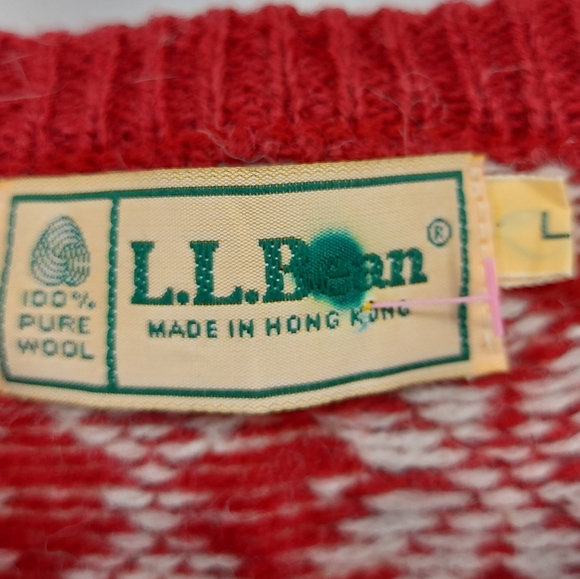 L.L.Bean®
MADE IN HONG KONG
100%
PURE
WOOL
L